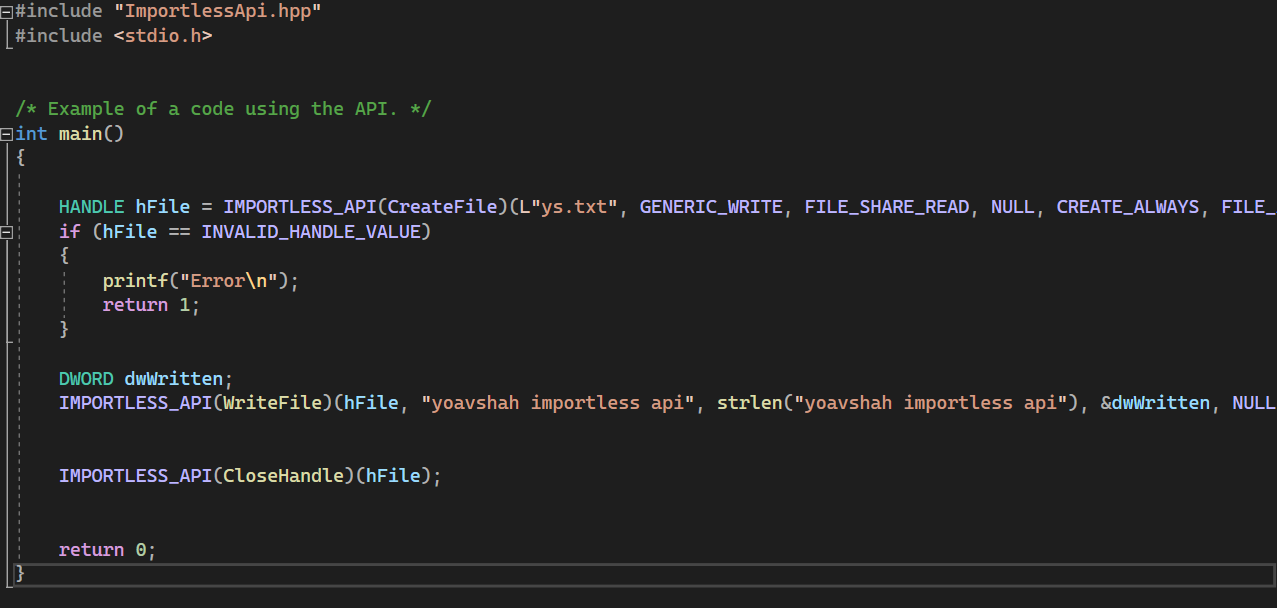 #include "ImportlessApi.hpp"
#include <stdio.h>
/* Example of a code using the API. */
int main()
{
HANDLE hFile = IMPORTLESS_API(CreateFile)(L"ys.txt", GENERIC_WRITE, FILE_SHARE_READ, NULL, CREATE_ALWAYS, FILE_
if (hFile == INVALID_HANDLE_VALUE)
{
printf("Error\n");
return 1;
}
DWORD dwWritten;
IMPORTLESS_API(WriteFile)(hFile, "yoavshah importless api", strlen("yoavshah importless api"), &dwWritten, NULL
IMPORTLESS_API(CloseHandle)(hFile);
return 0;
}